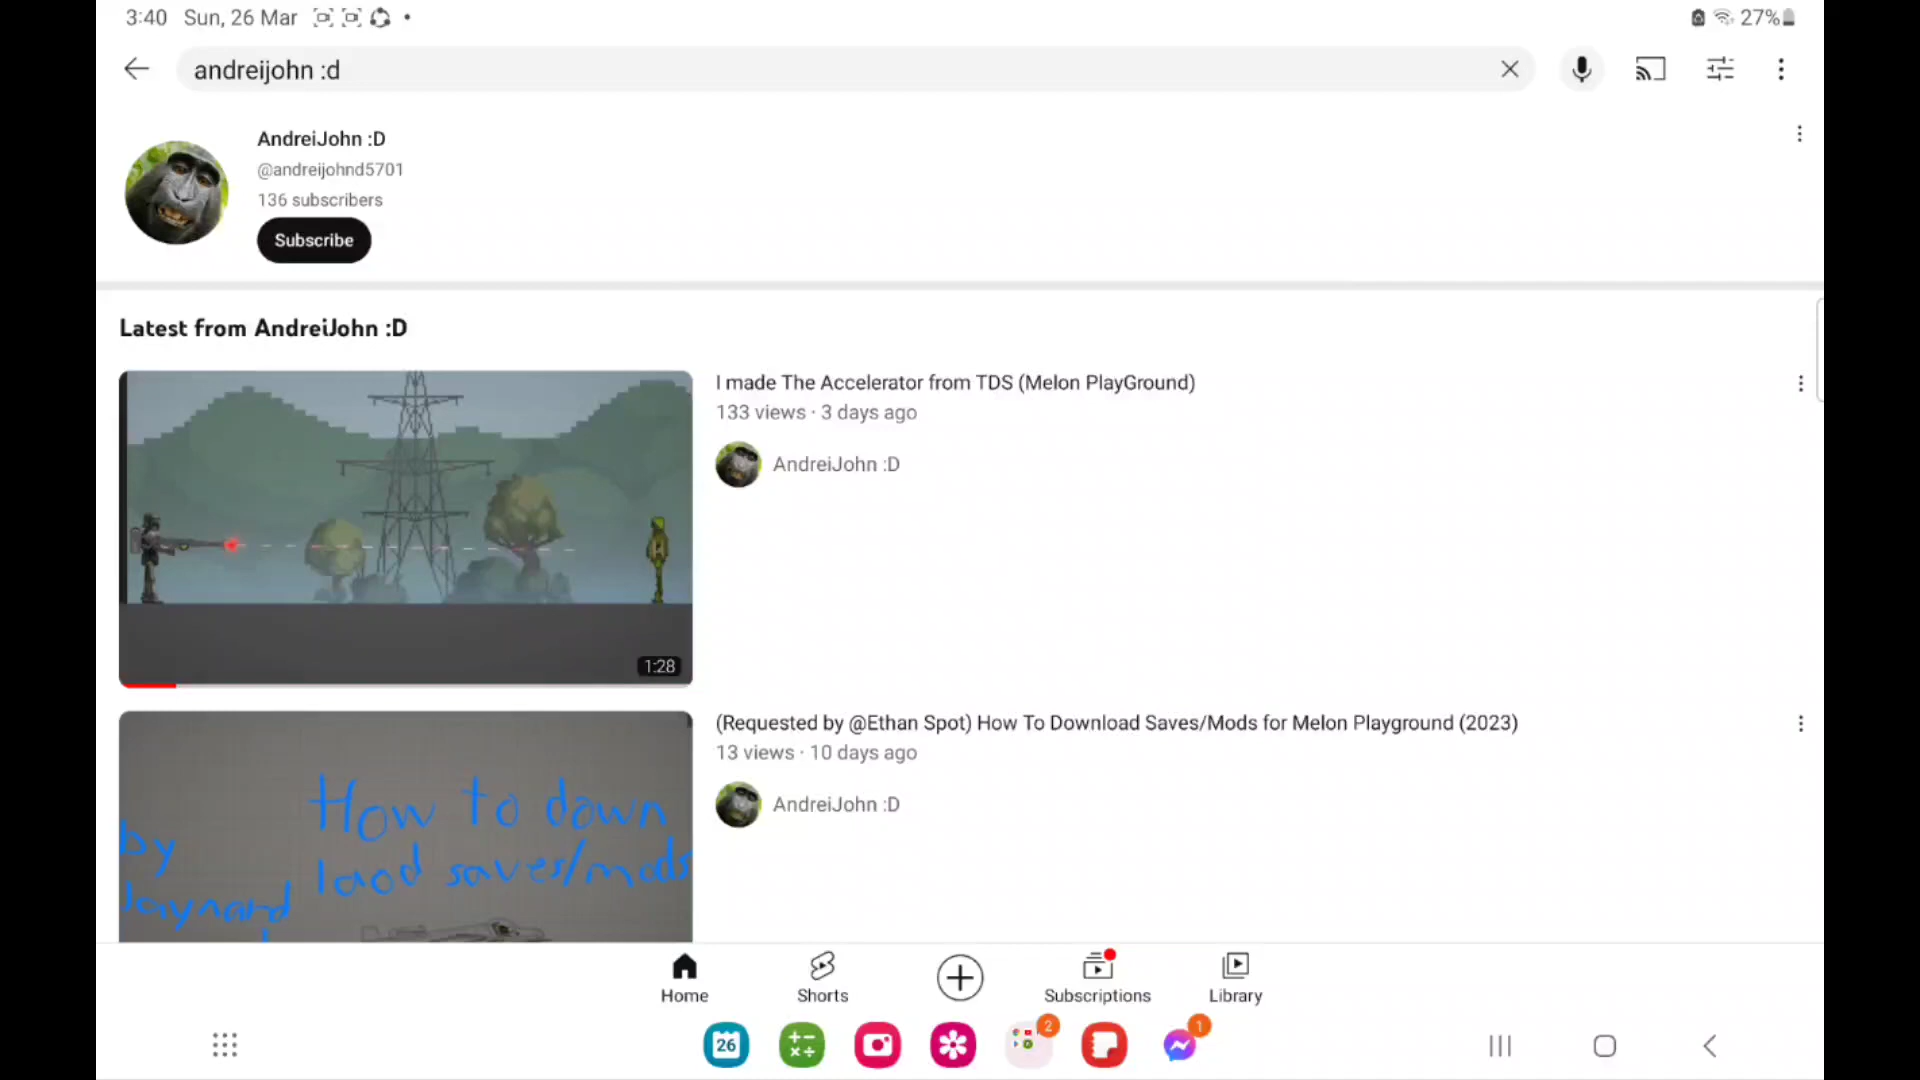 3:40 Sun, 26 Mar
27%
andreijohn :d
AndreiJohn :D
@andreijohnd5701
136 subscribers
Subscribe
Latest from AndreiJohn :D
I made The Accelerator from TDS (Melon PlayGround)
133 views · 3 days ago
AndreiJohn :D
1:28
(Requested by @Ethan Spot) How To Download Saves/Mods for Melon Playground (2023)
13 views · 10 days ago
AndreiJohn :D
How to down
laod saves/mods
by
Home
Shorts
Subscriptions
Library
26
2
1